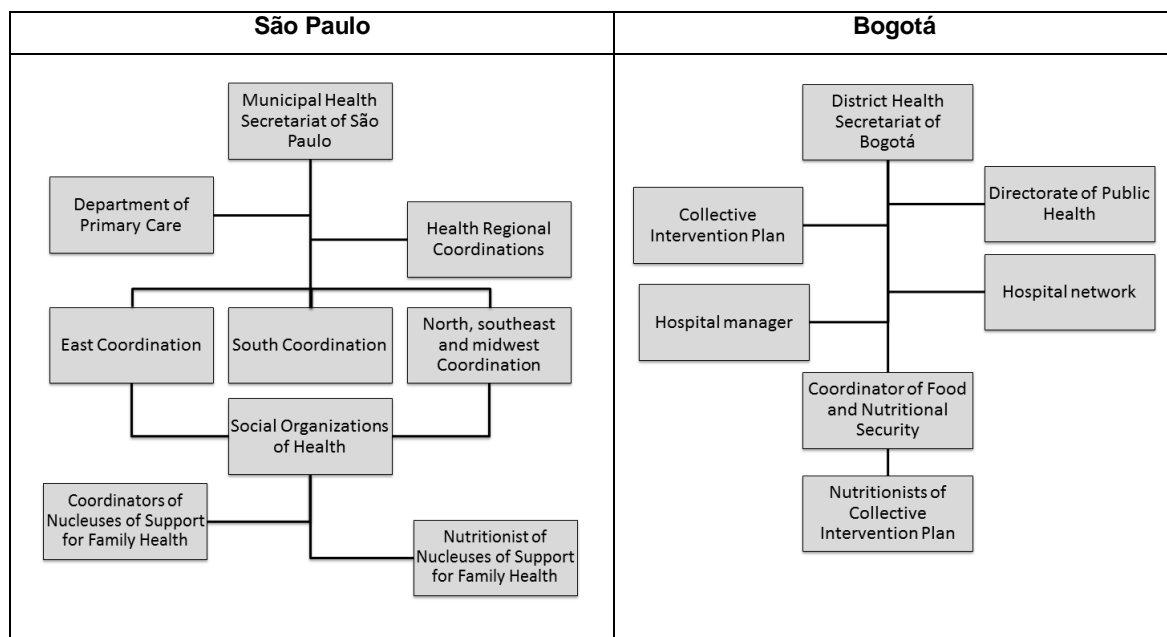 São Paulo
Municipal Health
Secretariat of São
Paulo
Department of
Primary Care
Health Regional
Coordinations
East Coordination
South Coordination
North, southeast
and midwest
Coordination
Social Organizations
of Health
Coordinators of
Nucleuses of Support
for Family Health
Nutritionist of
Nucleuses of Support
for Family Health
Bogotá
District Health
Secretariat of
Bogotá
Directorate of Public
Health
Collective
Intervention Plan
Hospital network
Hospital manager
Coordinator of Food
and Nutritional
Security
Nutritionists of
Collective
Intervention Plan